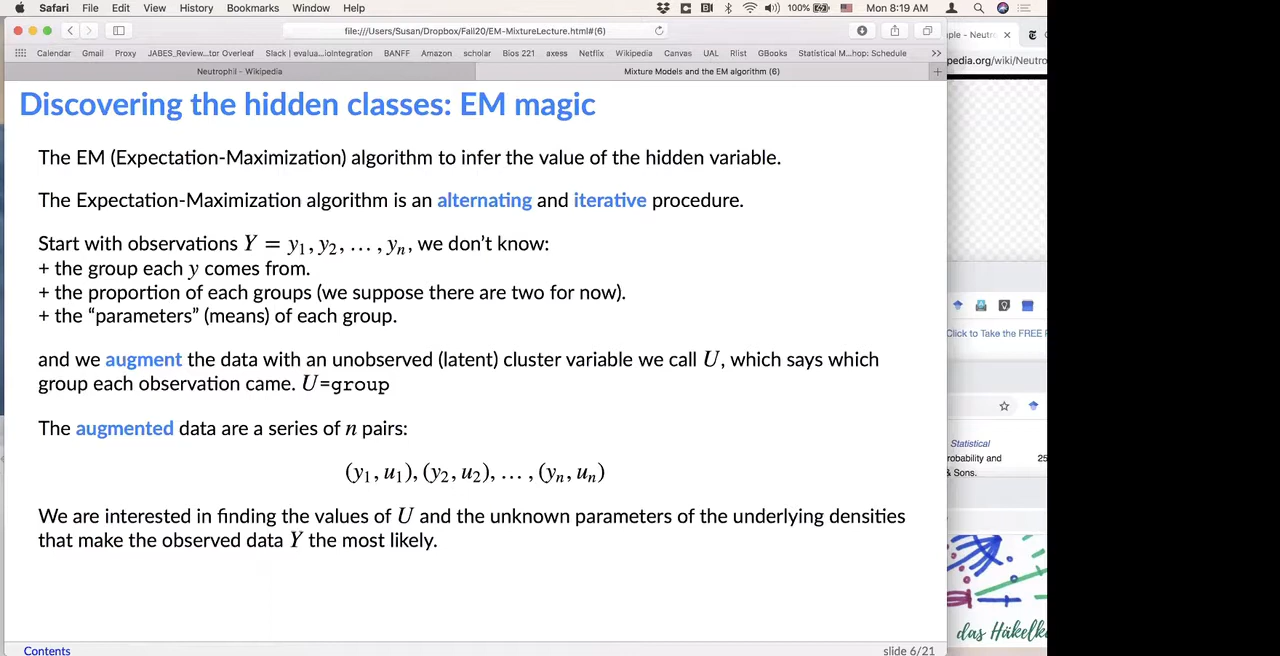 Safari File Edit View History Bookmarks Window Help 100% Mon 8:19 AM
file:///Users/Susan/Dropbox/Fall20/EM-MixtureLecture.html#(6)
Calendar Gmail Proxy JABES_Review...tor Overleaf Slack | evalua...iolntegration BANFF Amazon scholar Bios 221 axess Netflix Wikipedia Canvas UAL Rlist GBooks Statistical M...hop: Schedule >>
Neutrophil - Wikipedia
Mixture Models and the EM algorithm (6)
Discovering the hidden classes: EM magic
The EM (Expectation-Maximization) algorithm to infer the value of the hidden variable.
The Expectation-Maximization algorithm is an alternating and iterative procedure.
Start with observations Y = y₁, y₂, … , yₙ, we don't know:
+ the group each y comes from.
+ the proportion of each groups (we suppose there are two for now).
+ the “parameters” (means) of each group.
and we augment the data with an unobserved (latent) cluster variable we call U, which says which
group each observation came. U=group
The augmented data are a series of n pairs:
(y₁, u₁), (y₂, u₂), … , (yₙ, uₙ)
We are interested in finding the values of U and the unknown parameters of the underlying densities
that make the observed data Y the most likely.
Contents
slide 6/21
pedia.org/wiki/Neutro
Click to Take the FREE
Statistical
robability and 25
& Sons.
das Häkelk